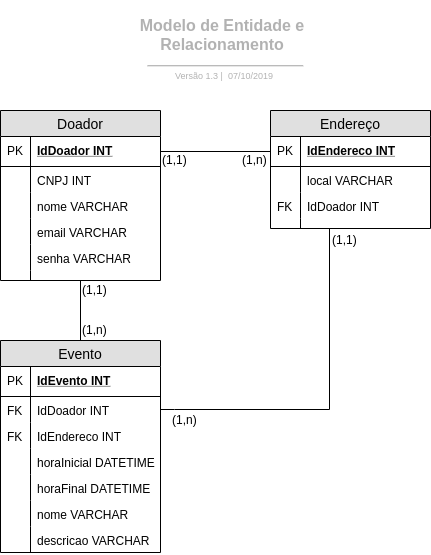 Modelo de Entidade e
Relacionamento
Versão 1.3 | 07/10/2019
Doador
PK IdDoador INT
CNPJ INT
nome VARCHAR
email VARCHAR
senha VARCHAR
(1,1)
(1,n)
Endereço
PK IdEndereco INT
local VARCHAR
FK IdDoador INT
(1,1)
(1,1)
(1,n)
Evento
PK IdEvento INT
FK IdDoador INT
FK IdEndereco INT
horaInicial DATETIME
horaFinal DATETIME
nome VARCHAR
descricao VARCHAR
(1,n)